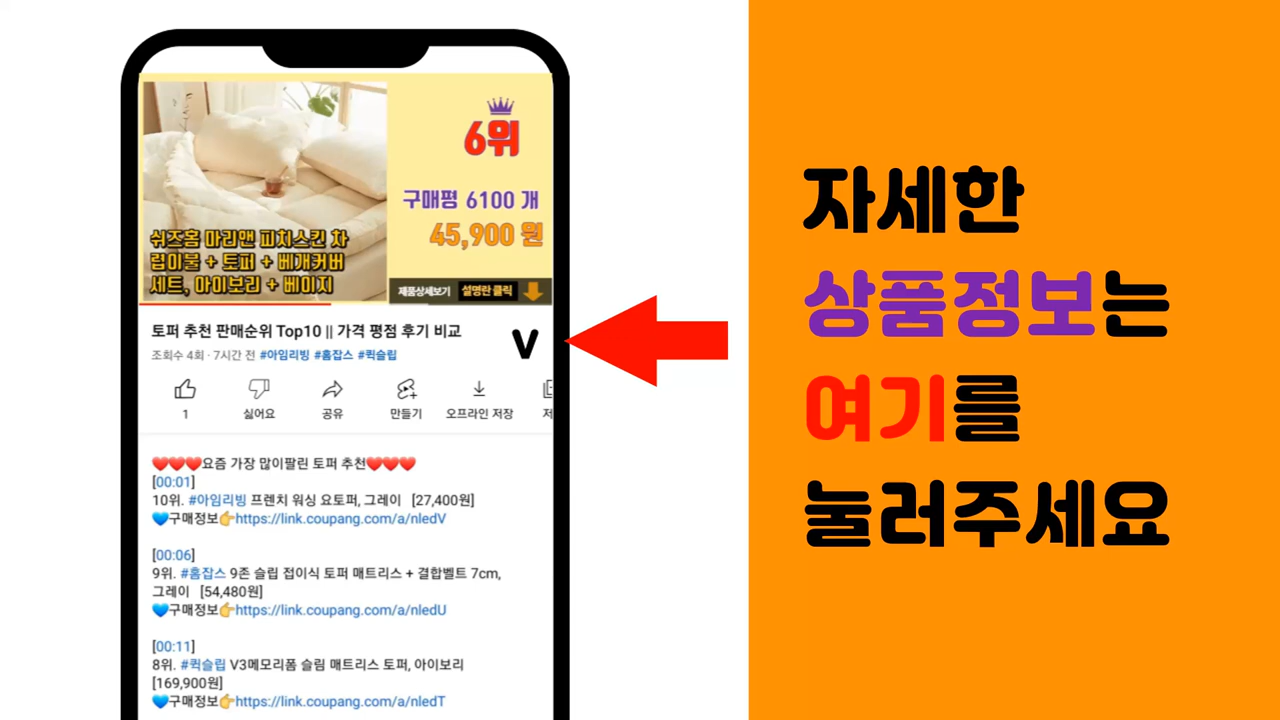 6위
구매평 6100 개
45,900 원
쉬즈홈 마리앤 피치스킨 차
렵이불 + 토퍼 + 베개커버
세트, 아이보리 + 베이지
제품상세보기 설명란 클릭
토퍼 추천 판매순위 Top10 || 가격 평점 후기 비교
V
조회수 4회 · 7시간 전 #아임리빙 #홈잡스 #퀵슬립
1 싫어요 공유 만들기 오프라인 저장 저
❤️❤️❤️요즘 가장 많이팔린 토퍼 추천❤️❤️❤️
[00:01]
10위. #아임리빙 프렌치 워싱 요토퍼, 그레이 [27,400원]
💙구매정보👉https://link.coupang.com/a/nledV
[00:06]
9위. #홈잡스 9존 슬립 접이식 토퍼 매트리스 + 결합벨트 7cm,
그레이 [54,480원]
💙구매정보👉https://link.coupang.com/a/nledU
[00:11]
8위. #퀵슬립 V3메모리폼 슬림 매트리스 토퍼, 아이보리
[169,900원]
💙구매정보👉https://link.coupang.com/a/nledT
자세한
상품정보는
여기를
눌러주세요